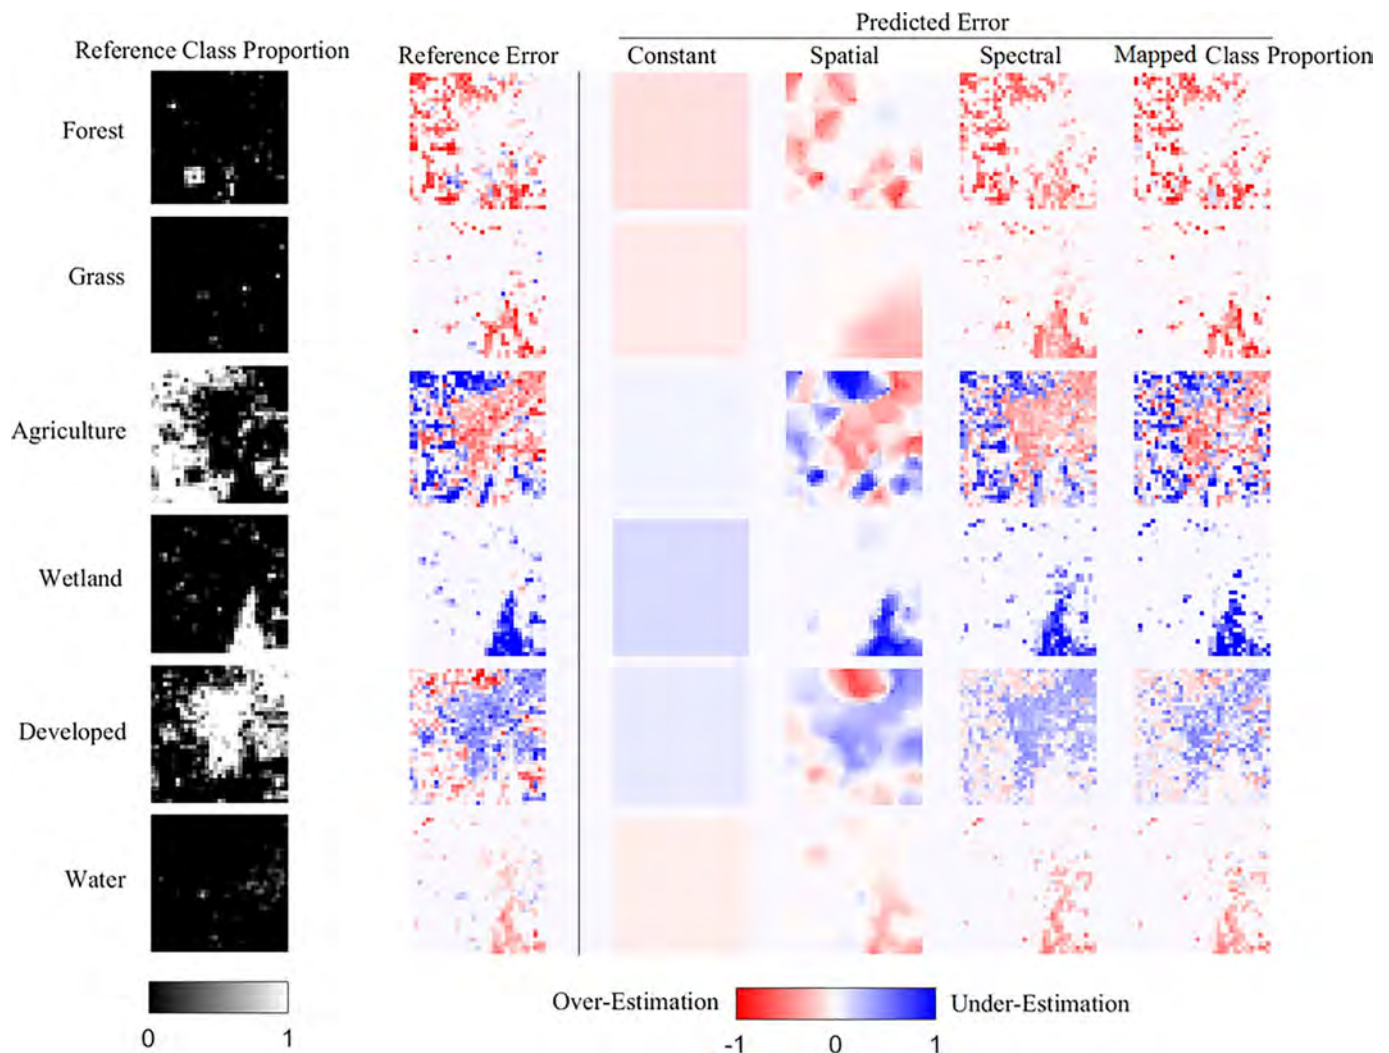 Predicted Error
Reference Class Proportion
Reference Error
Constant
Spatial
Spectral
Mapped Class Proportion
Forest
Grass
Agriculture
Wetland
Developed
Water
0
1
Over-Estimation
Under-Estimation
-1
0
1